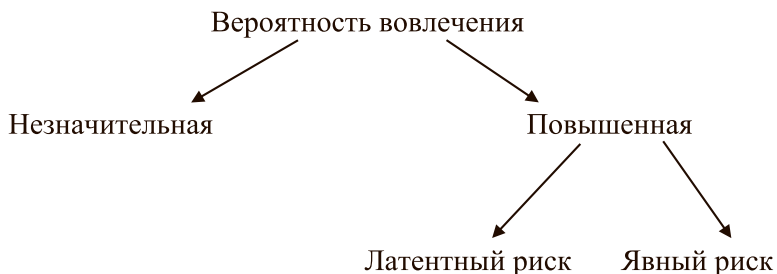 Вероятность вовлечения
Незначительная
Повышенная
Латентный риск
Явный риск